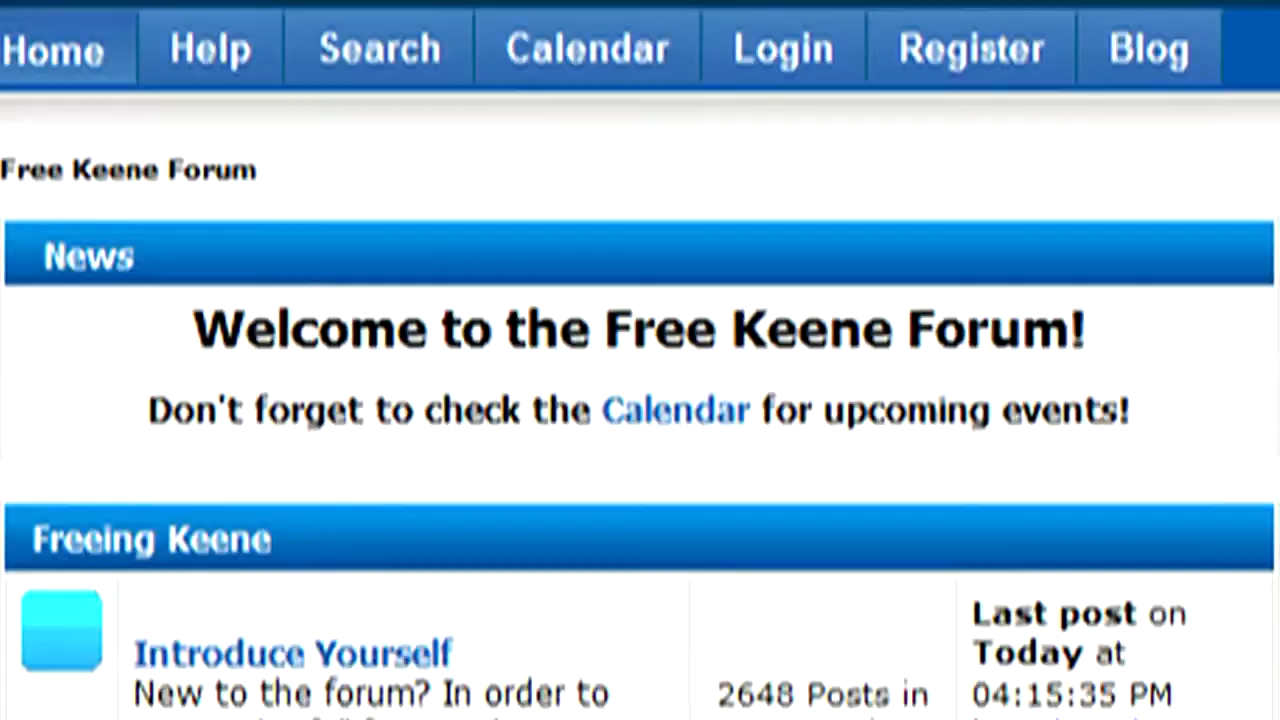 Home Help Search Calendar Login Register Blog
Free Keene Forum
News
Welcome to the Free Keene Forum!
Don't forget to check the Calendar for upcoming events!
Freeing Keene
Introduce Yourself
New to the forum? In order to
2648 Posts in
Last post on
Today at
04:15:35 PM